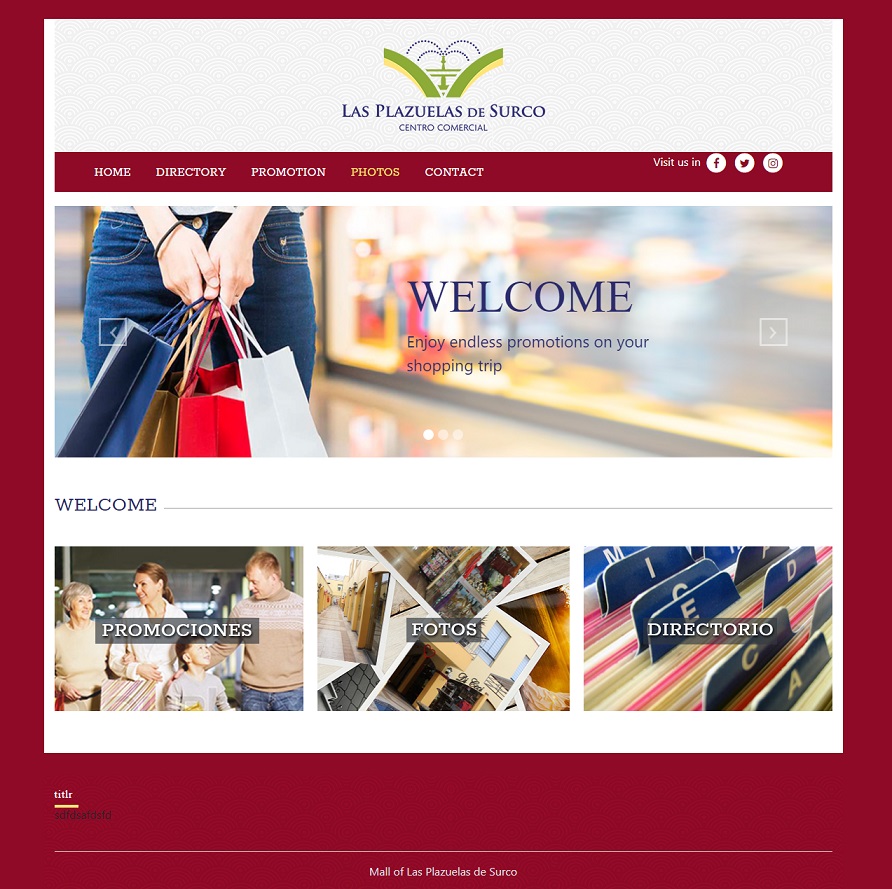 LAS PLAZUELAS DE SURCO
CENTRO COMERCIAL
HOME DIRECTORY PROMOTION PHOTOS CONTACT
Visit us in
WELCOME
Enjoy endless promotions on your
shopping trip
WELCOME
PROMOCIONES
FOTOS
DIRECTORIO
M
I
C
E
D
A
C
A
titlr
sdfdsafdsfd
Mall of Las Plazuelas de Surco